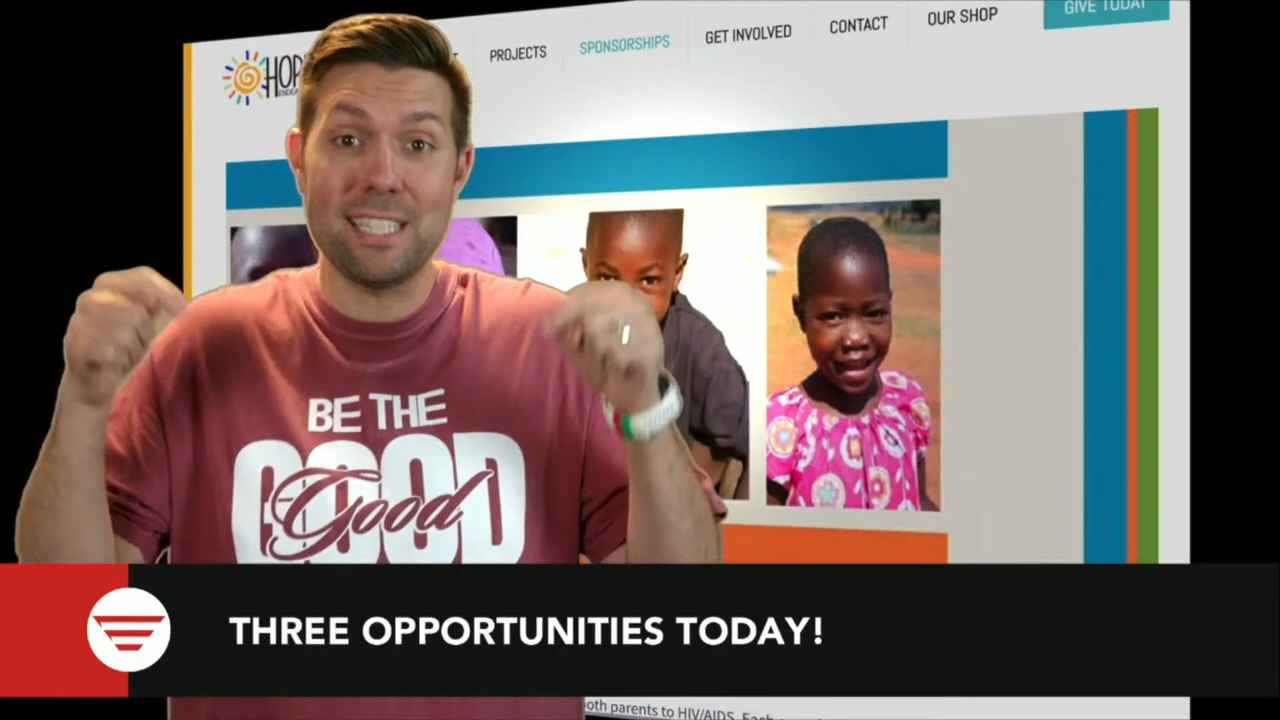 PROJECTS
SPONSORSHIPS
GET INVOLVED
CONTACT
OUR SHOP
GIVE TODAY
BE THE
GOOD
Good
THREE OPPORTUNITIES TODAY!
parents to HIV/AIDS.